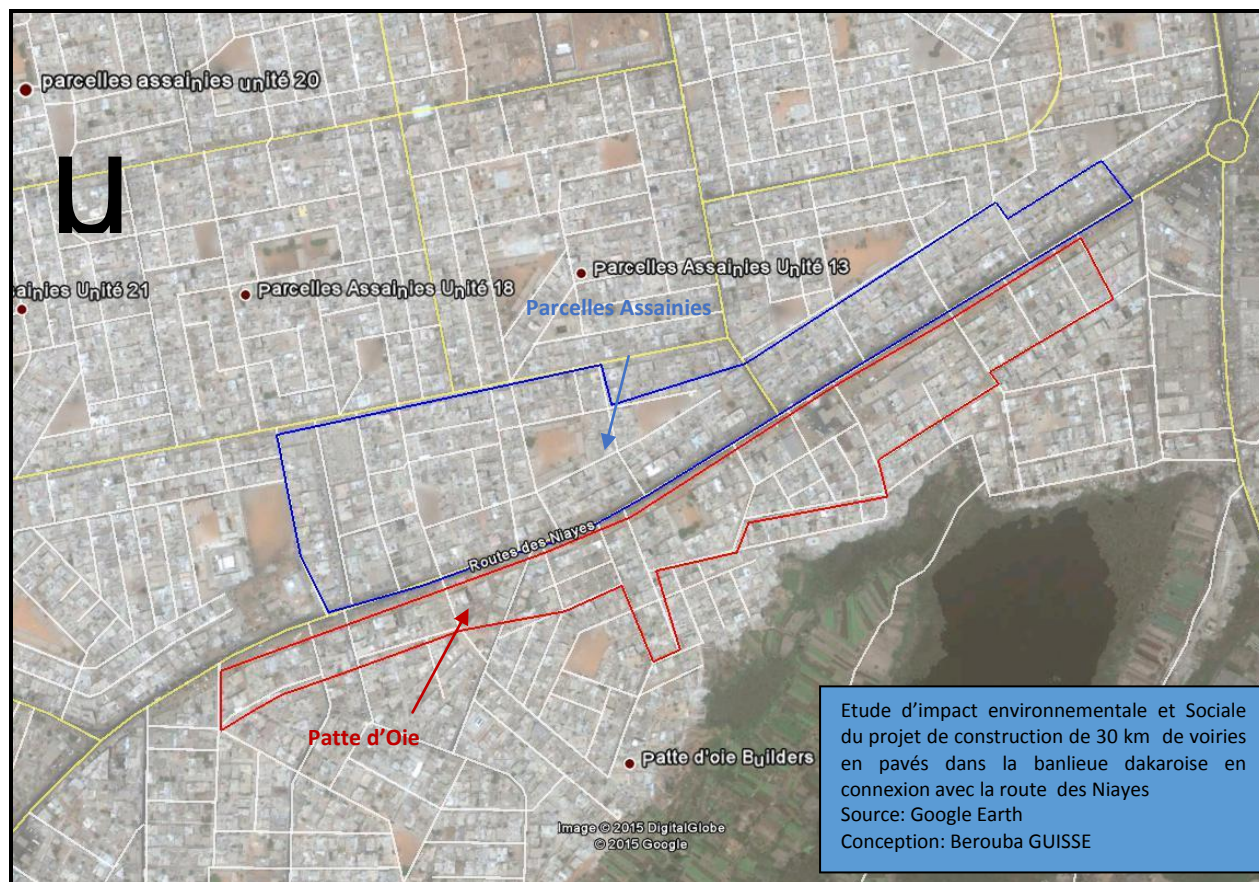 parcelles assainies unité 20
u
parcelles Assainies Unité 13
sainies Unité 21
parcelles Assainies Unité 18
Parcelles Assainies
Routes des Niayes
Patte d'Oie
patte d'oie Builders
Image © 2015 DigitalGlobe
© 2015 Google
Etude d'impact environnementale et Sociale
du projet de construction de 30 km de voiries
en pavés dans la banlieue dakaroise en
connexion avec la route des Niayes
Source: Google Earth
Conception: Berouba GUISSE